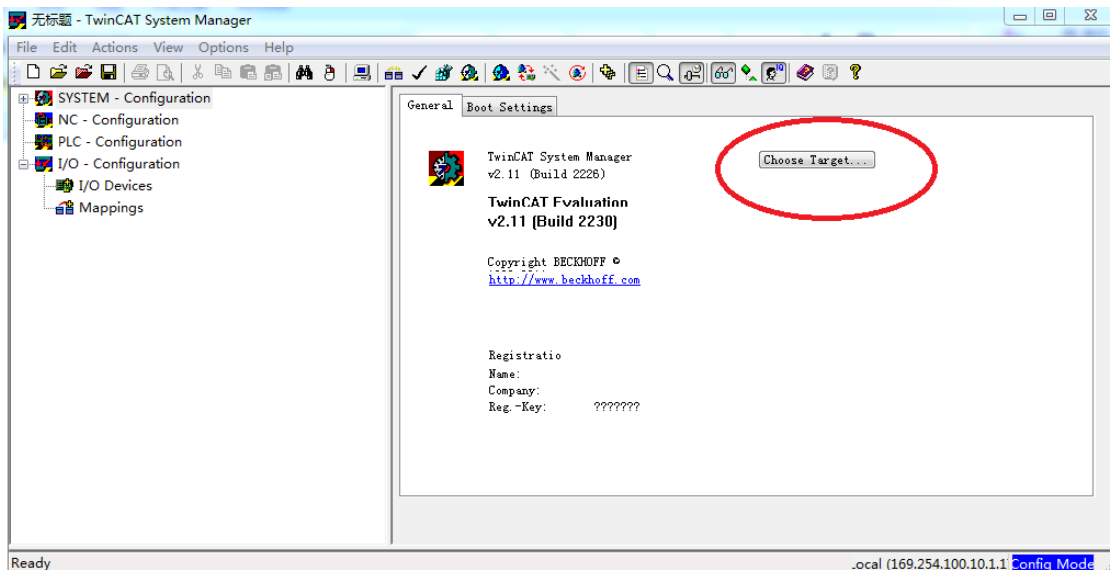 无标题 - TwinCAT System Manager
File Edit Actions View Options Help
SYSTEM - Configuration
NC - Configuration
PLC - Configuration
I/O - Configuration
I/O Devices
Mappings
General Boot Settings
TwinCAT System Manager
v2.11 (Build 2226)
Choose Target...
TwinCAT Evaluation
v2.11 (Build 2230)
Copyright BECKHOFF ©
http://www.beckhoff.com
Registratio
Name:
Company:
Reg.-Key: ???????
Ready
ocal (169.254.100.10.1.1) Config Mode